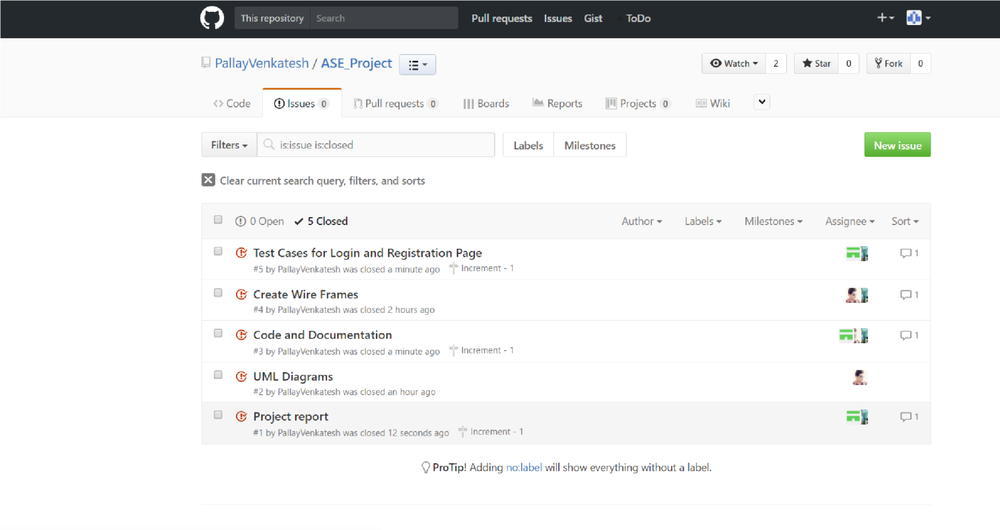 This repository Search Pull requests Issues Gist ToDo
PallayVenkatesh / ASE_Project Watch 2 Star 0 Fork 0
Code Issues 0 Pull requests 0 Boards Reports Projects 0 Wiki
Filters is:issue is:closed Labels Milestones New issue
Clear current search query, filters, and sorts
0 Open 5 Closed Author Labels Milestones Assignee Sort
Test Cases for Login and Registration Page 1
#5 by PallayVenkatesh was closed a minute ago Increment - 1
Create Wire Frames 1
#4 by PallayVenkatesh was closed 2 hours ago
Code and Documentation 1
#3 by PallayVenkatesh was closed a minute ago Increment - 1
UML Diagrams
#2 by PallayVenkatesh was closed an hour ago
Project report 1
#1 by PallayVenkatesh was closed 12 seconds ago Increment - 1
ProTip! Adding no:label will show everything without a label.